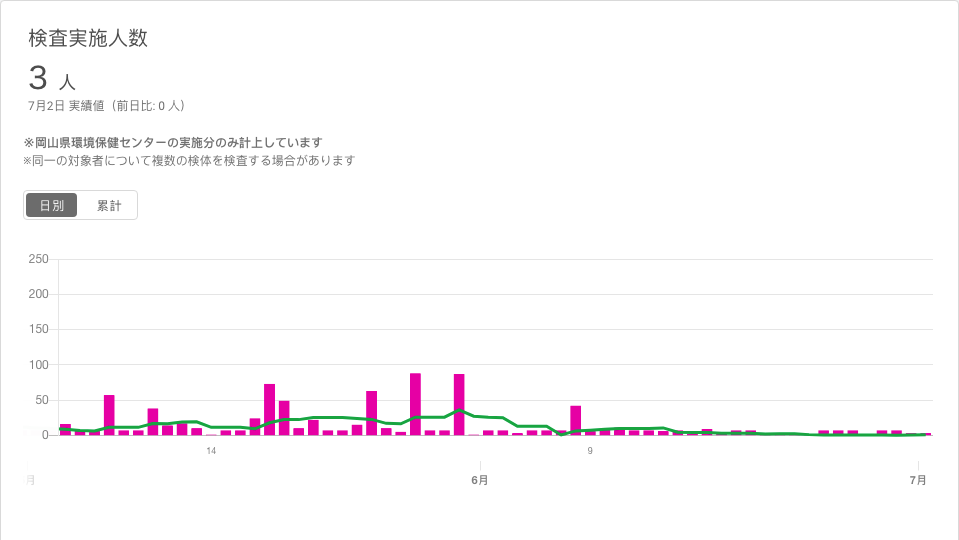 検査実施人数
3 人
7月2日 実績値（前日比: 0 人）
※岡山県環境保健センターの実施分のみ計上しています
※同一の対象者について複数の検体を検査する場合があります
日別 累計
250
200
150
100
50
0
14 9
月 6月 7月